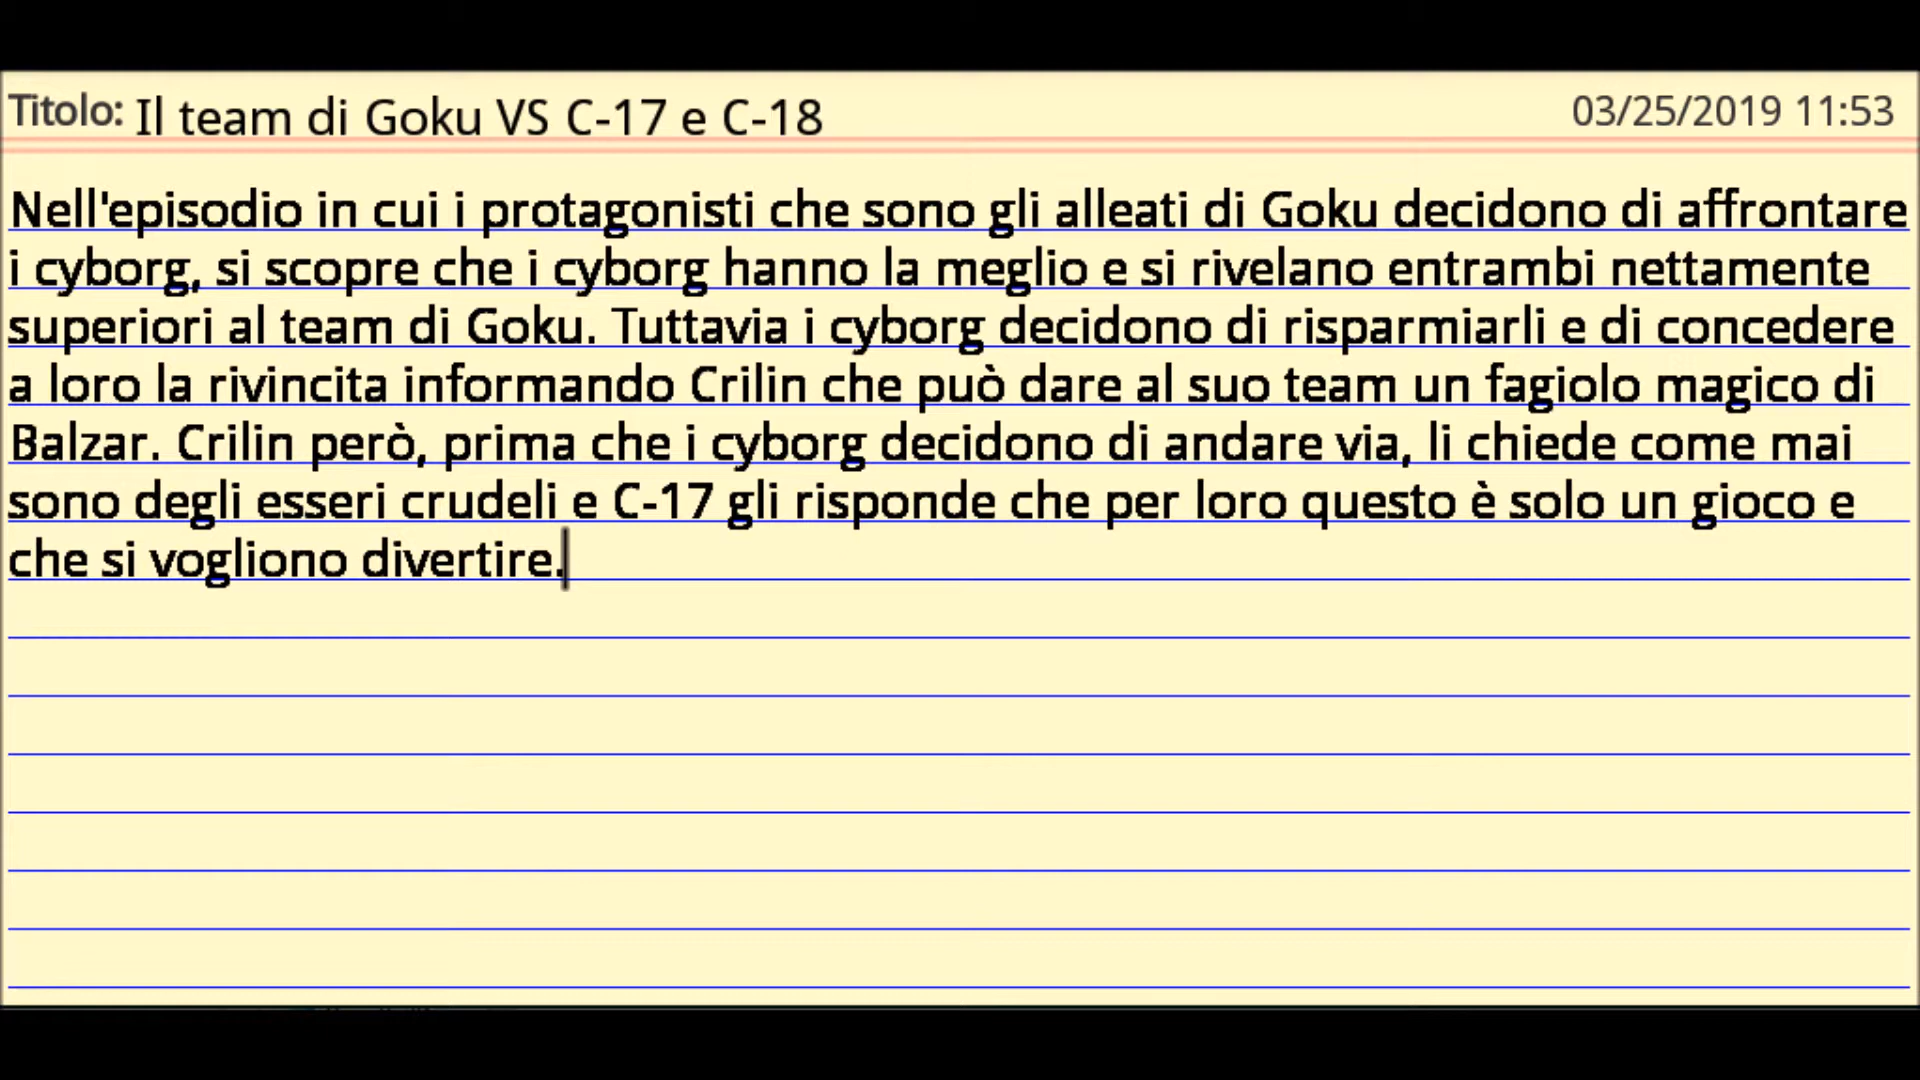 Titolo: Il team di Goku VS C-17 e C-18 03/25/2019 11:53
Nell'episodio in cui i protagonisti che sono gli alleati di Goku decidono di affrontare
i cyborg, si scopre che i cyborg hanno la meglio e si rivelano entrambi nettamente
superiori al team di Goku. Tuttavia i cyborg decidono di risparmiarli e di concedere
a loro la rivincita informando Crilin che può dare al suo team un fagiolo magico di
Balzar. Crilin però, prima che i cyborg decidono di andare via, li chiede come mai
sono degli esseri crudeli e C-17 gli risponde che per loro questo è solo un gioco e
che si vogliono divertire.